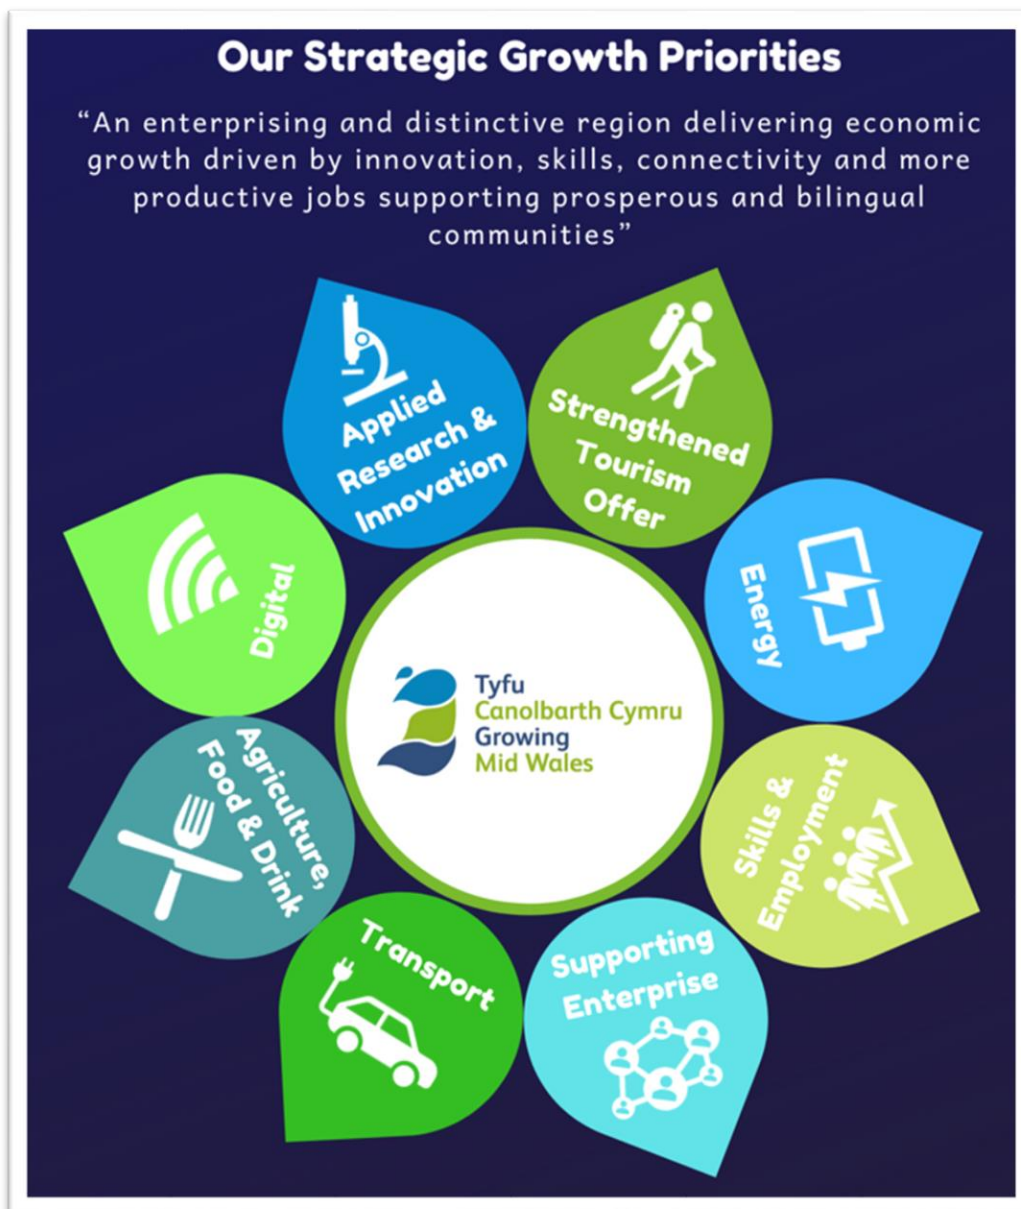 Our Strategic Growth Priorities
“An enterprising and distinctive region delivering economic
growth driven by innovation, skills, connectivity and more
productive jobs supporting prosperous and bilingual
communities”
Applied
Research &
Innovation
Strengthened
Tourism
Offer
Digital
Energy
Tyfu
Canolbarth Cymru
Growing
Mid Wales
Agriculture,
Food & Drink
Skills &
Employment
Transport
Supporting
Enterprise